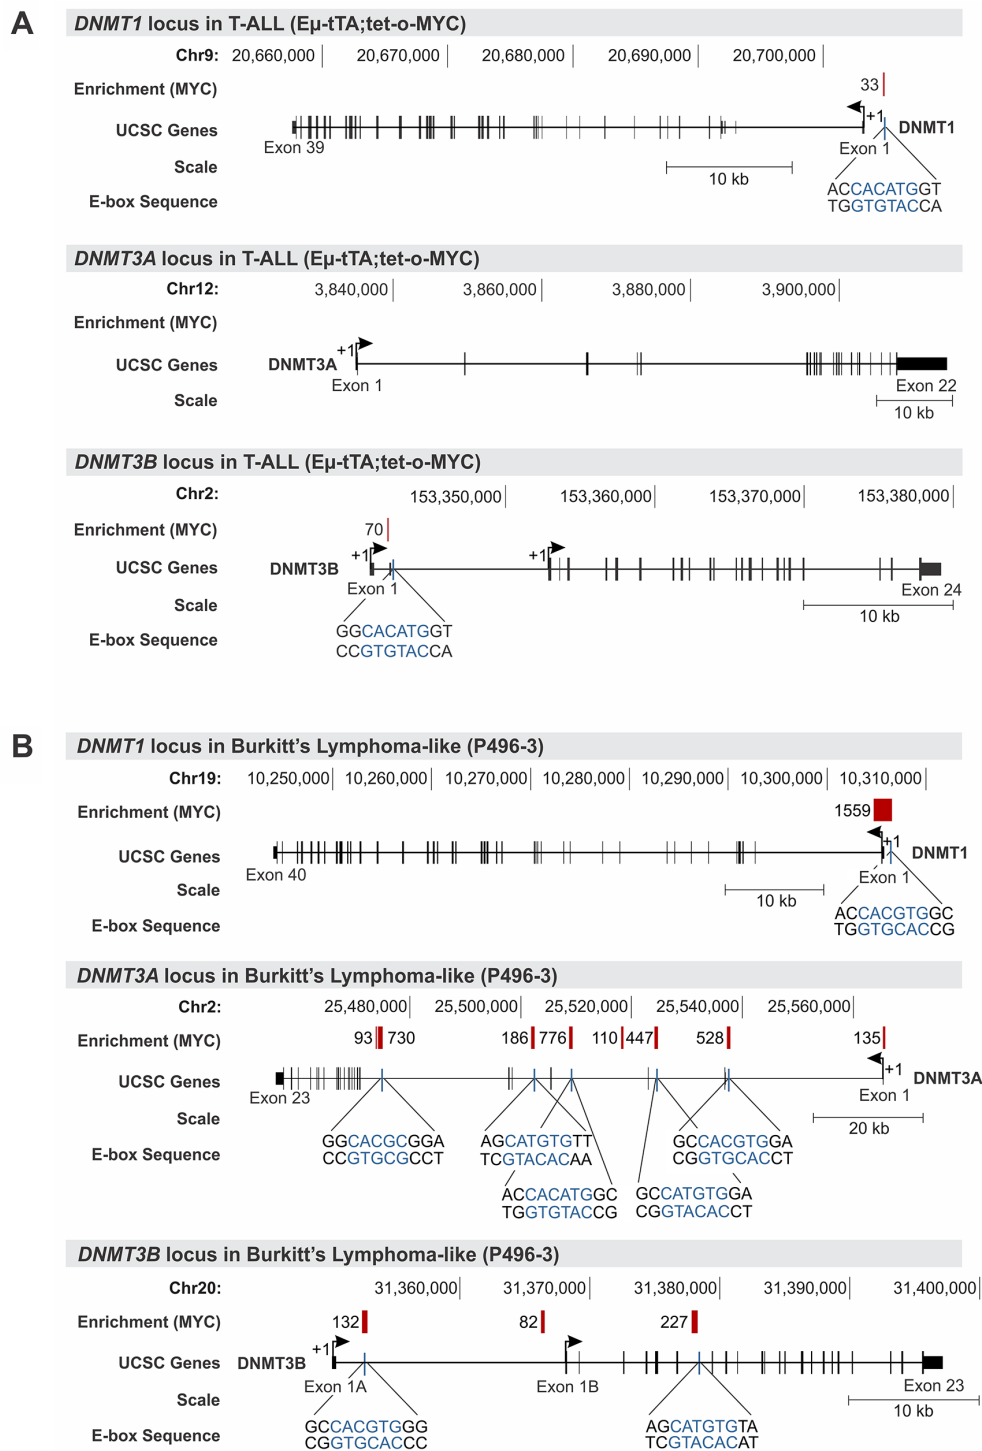 A
DNMT1 locus in T-ALL (Eµ-tTA;tet-o-MYC)
Chr9: 20,660,000 20,670,000 20,680,000 20,690,000 20,700,000
Enrichment (MYC) 33
+1
UCSC Genes DNMT1
Exon 39 Exon 1
Scale
10 kb
ACCACATGGT
E-box Sequence TGGTGTACCA
DNMT3A locus in T-ALL (Eµ-tTA;tet-o-MYC)
Chr12: 3,840,000 3,860,000 3,880,000 3,900,000
Enrichment (MYC)
+1
UCSC Genes DNMT3A
Exon 1 Exon 22
Scale
10 kb
DNMT3B locus in T-ALL (Eµ-tTA;tet-o-MYC)
Chr2: 153,350,000 153,360,000 153,370,000 153,380,000
Enrichment (MYC) 70
+1 +1
UCSC Genes DNMT3B
Exon 1 Exon 24
Scale
10 kb
GGCACATGGT
E-box Sequence
CCGTGTACCA
B
DNMT1 locus in Burkitt's Lymphoma-like (P496-3)
Chr19: 10,250,000 10,260,000 10,270,000 10,280,000 10,290,000 10,300,000 10,310,000
Enrichment (MYC) 1559
+1
UCSC Genes DNMT1
Exon 40 Exon 1
Scale
10 kb
ACCACGTGGC
E-box Sequence TGGTGCACCG
DNMT3A locus in Burkitt's Lymphoma-like (P496-3)
Chr2: 25,480,000 25,500,000 25,520,000 25,540,000 25,560,000
Enrichment (MYC) 93 730 186 776 110 447 528 135
+1
UCSC Genes DNMT3A
Exon 23 Exon 1
Scale
20 kb
GGCACGCGGA AGCATGTGTT GCCACGTGGA
E-box Sequence CCGTGCGCCT TCGTACACAA CGGTGCACCT
ACCACATGGC GCCATGTGGA
TGGTGTACCG CGGTACACCT
DNMT3B locus in Burkitt's Lymphoma-like (P496-3)
Chr20: 31,360,000 31,370,000 31,380,000 31,390,000 31,400,000
Enrichment (MYC) 132 82 227
+1
UCSC Genes DNMT3B
Exon 1A Exon 1B Exon 23
Scale
10 kb
GCCACGTGGG AGCATGTGTA
E-box Sequence CGGTGCACCC TCGTACACAT